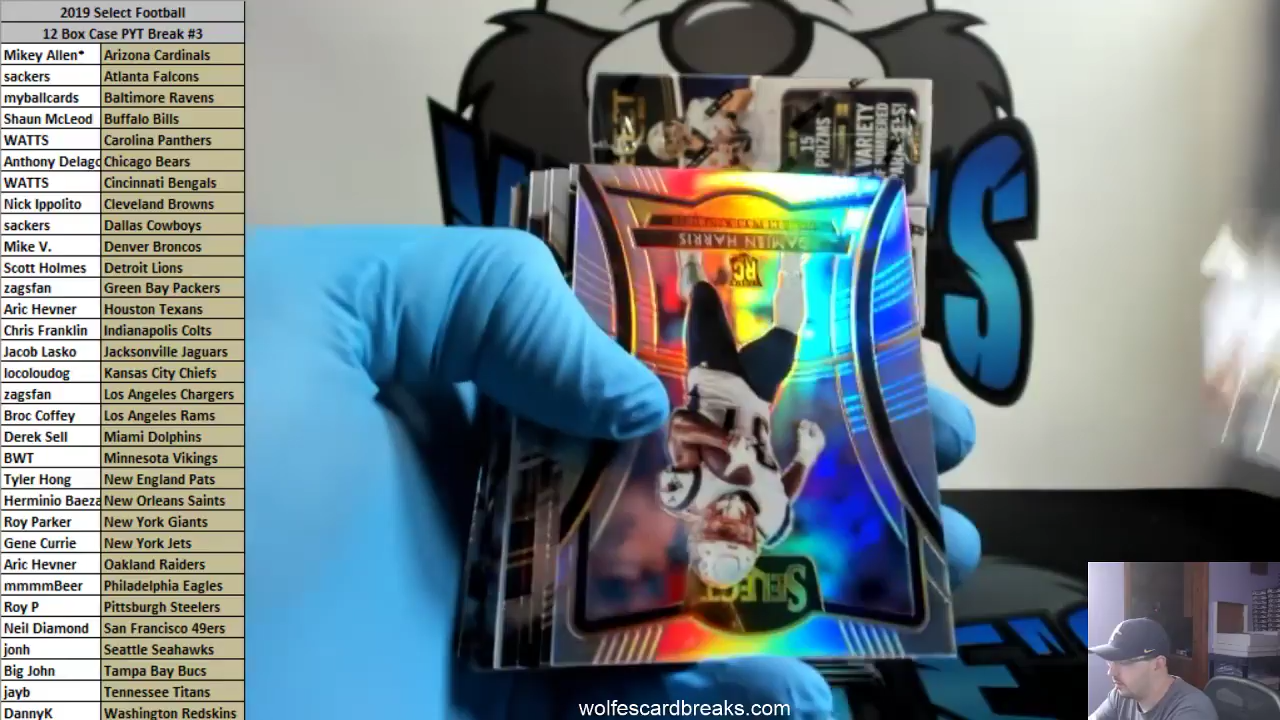 2019 Select Football
12 Box Case PYT Break #3
Mikey Allen* Arizona Cardinals
sackers Atlanta Falcons
myballcards Baltimore Ravens
Shaun McLeod Buffalo Bills
WATTS Carolina Panthers
Anthony Delago Chicago Bears
WATTS Cincinnati Bengals
Nick Ippolito Cleveland Browns
sackers Dallas Cowboys
Mike V. Denver Broncos
Scott Holmes Detroit Lions
zagsfan Green Bay Packers
Aric Hevner Houston Texans
Chris Franklin Indianapolis Colts
Jacob Lasko Jacksonville Jaguars
locoloudog Kansas City Chiefs
zagsfan Los Angeles Chargers
Broc Coffey Los Angeles Rams
Derek Sell Miami Dolphins
BWT Minnesota Vikings
Tyler Hong New England Pats
Herminio Baeza New Orleans Saints
Roy Parker New York Giants
Gene Currie New York Jets
Aric Hevner Oakland Raiders
mmmmBeer Philadelphia Eagles
Roy P Pittsburgh Steelers
Neil Diamond San Francisco 49ers
jonh Seattle Seahawks
Big John Tampa Bay Bucs
jayb Tennessee Titans
DannyK Washington Redskins
15
PRIZMS
VARIETY
NUMBERED
DAMIEN HARRIS
RC
SELECT
wolfescardbreaks.com